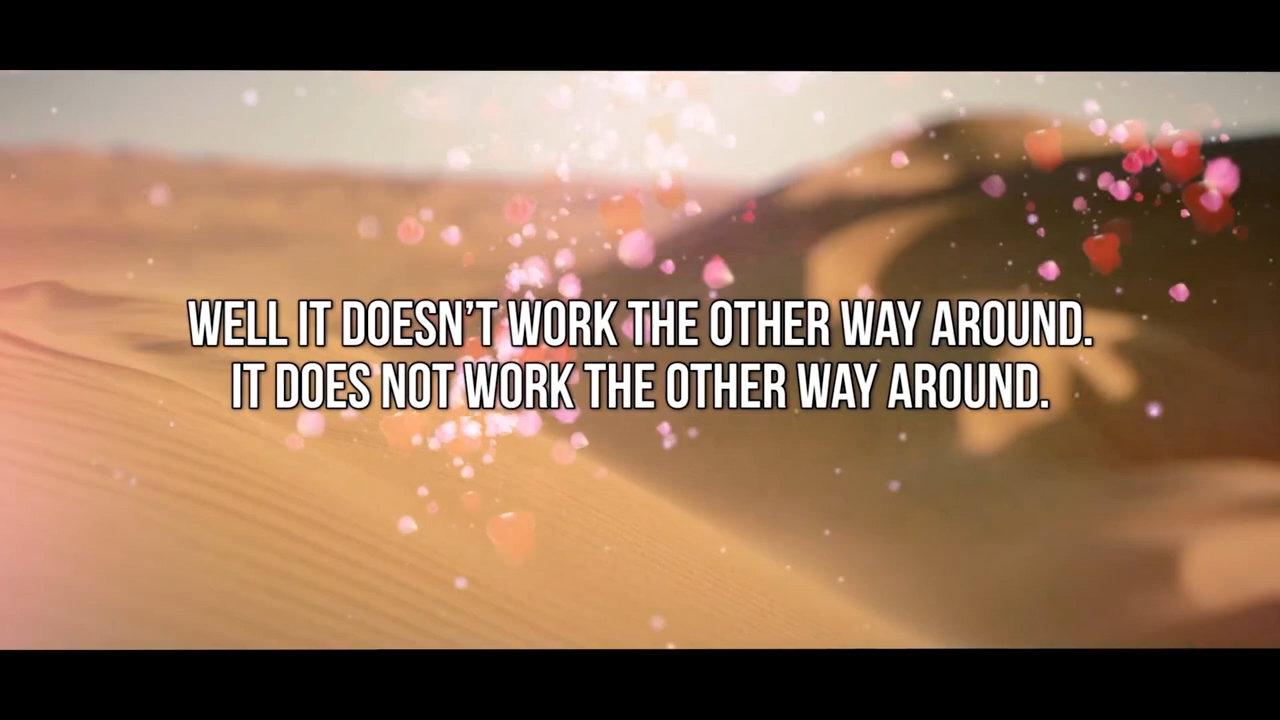 WELL IT DOESN’T WORK THE OTHER WAY AROUND.
IT DOES NOT WORK THE OTHER WAY AROUND.